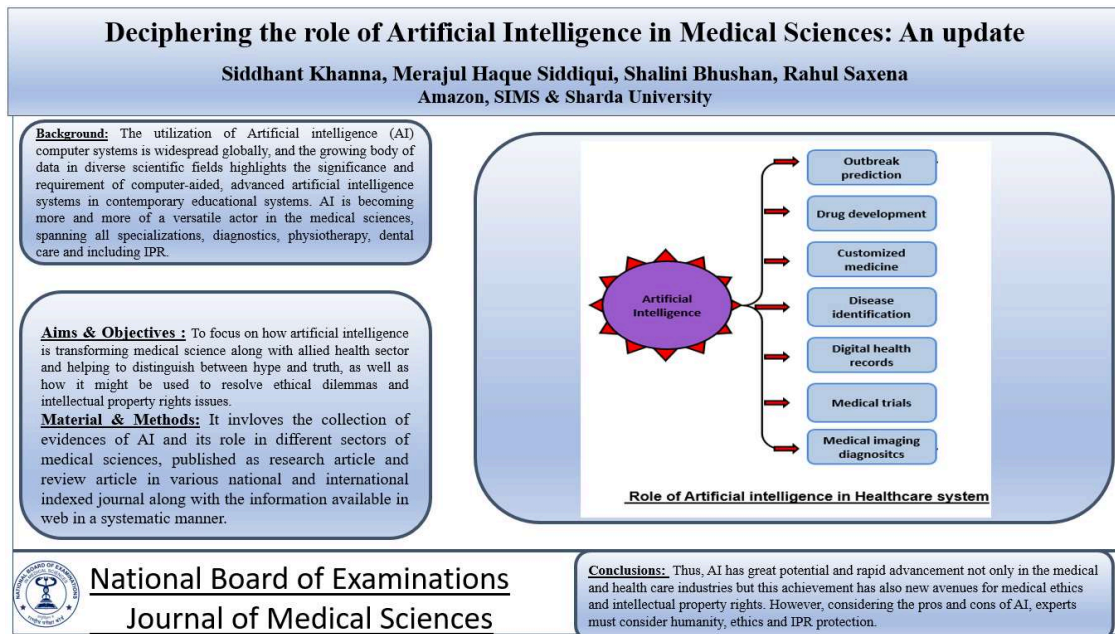 Deciphering the role of Artificial Intelligence in Medical Sciences: An update
Siddhant Khanna, Merajul Haque Siddiqui, Shalini Bhushan, Rahul Saxena
Amazon, SIMS & Sharda University
Background: The utilization of Artificial intelligence (AI)
computer systems is widespread globally, and the growing body of
data in diverse scientific fields highlights the significance and
requirement of computer-aided, advanced artificial intelligence
systems in contemporary educational systems. AI is becoming
more and more of a versatile actor in the medical sciences,
spanning all specializations, diagnostics, physiotherapy, dental
care and including IPR.
Aims & Objectives : To focus on how artificial intelligence
is transforming medical science along with allied health sector
and helping to distinguish between hype and truth, as well as
how it might be used to resolve ethical dilemmas and
intellectual property rights issues.
Material & Methods: It invloves the collection of
evidences of AI and its role in different sectors of
medical sciences, published as research article and
review article in various national and international
indexed journal along with the information available in
web in a systematic manner.
Artificial
Intelligence
Outbreak
prediction
Drug development
Customized
medicine
Disease
identification
Digital health
records
Medical trials
Medical imaging
diagnositcs
Role of Artificial intelligence in Healthcare system
NATIONAL BOARD OF EXAMINATIONS
IN MEDICAL SCIENCES
National Board of Examinations
Journal of Medical Sciences
Conclusions: Thus, AI has great potential and rapid advancement not only in the medical
and health care industries but this achievement has also new avenues for medical ethics
and intellectual property rights. However, considering the pros and cons of AI, experts
must consider humanity, ethics and IPR protection.